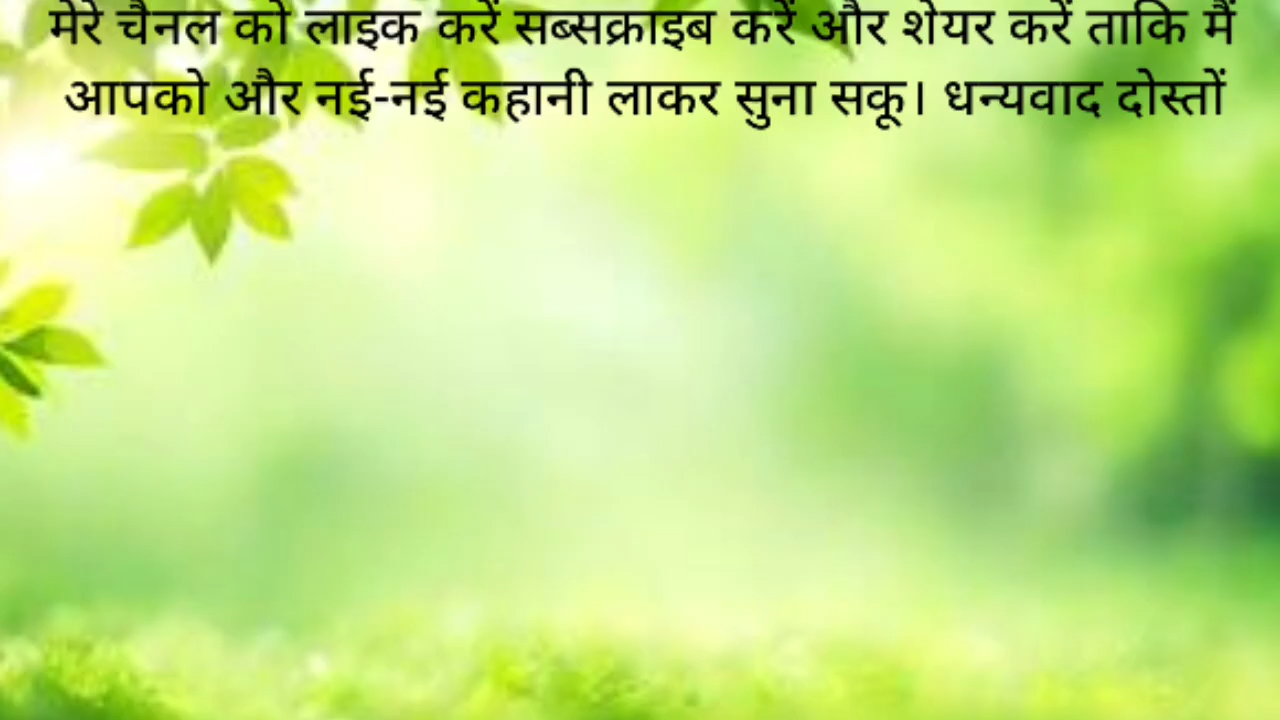 मेरे चैनल को लाइक करें सब्सक्राइब करें और शेयर करें ताकि मैं
आपको और नई-नई कहानी लाकर सुना सकू। धन्यवाद दोस्तों